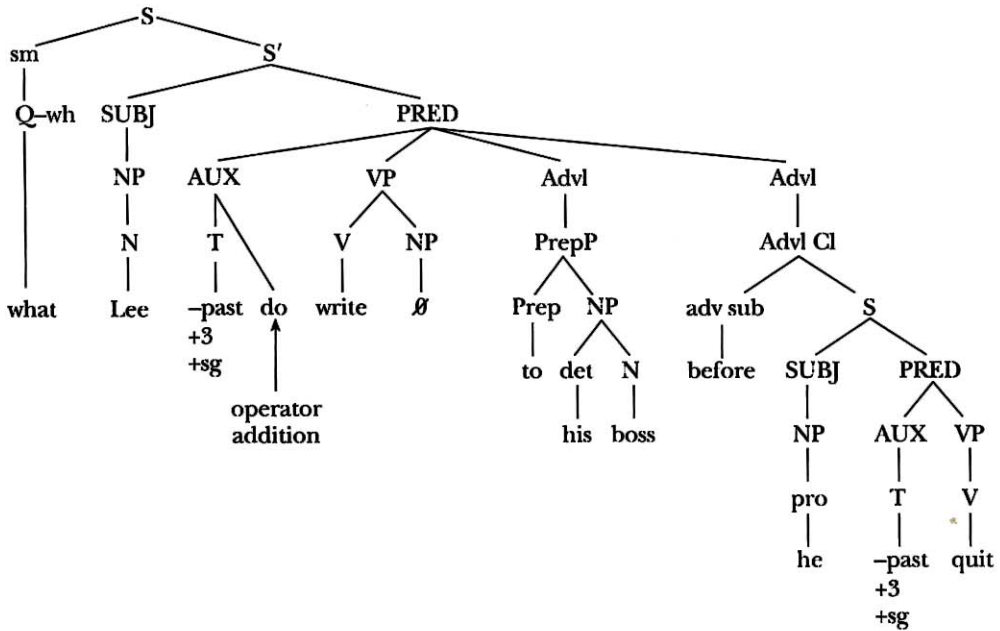 S
sm S′
Q–wh SUBJ PRED
NP AUX VP Advl Advl
N T V NP PrepP Advl Cl
what Lee –past do write Ø Prep NP adv sub S
+3
+sg to det N before SUBJ PRED
operator
addition his boss NP AUX VP
pro T V
he –past quit
+3
+sg